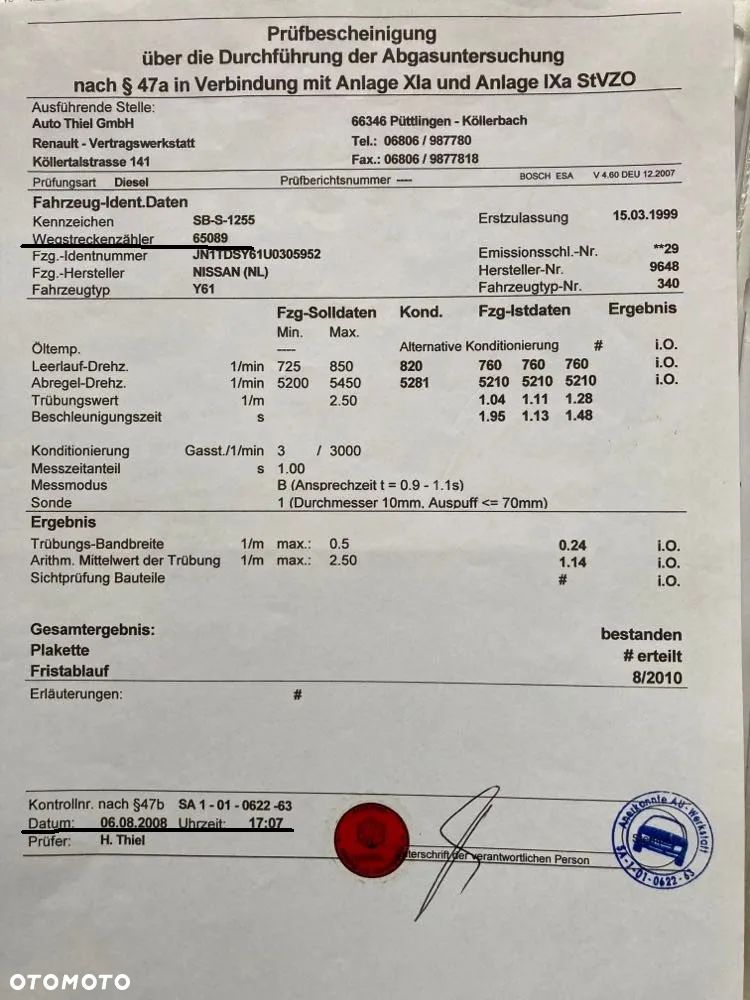 Prüfbescheinigung
über die Durchführung der Abgasuntersuchung
nach § 47a in Verbindung mit Anlage XIa und Anlage IXa StVZO
Ausführende Stelle:
Auto Thiel GmbH 66346 Püttlingen - Köllerbach
Renault - Vertragswerkstatt Tel.: 06806 / 987780
Köllertalstrasse 141 Fax.: 06806 / 9877818
Prüfungsart Diesel Prüfberichtsnummer ---- BOSCH ESA V 4.60 DEU 12.2007
Fahrzeug-Ident.Daten
Kennzeichen SB-S-1255 Erstzulassung 15.03.1999
Wegstreckenzähler 65089
Fzg.-Identnummer JN1TDSY61U0305952 Emissionsschl.-Nr. **29
Fzg.-Hersteller NISSAN (NL) Hersteller-Nr. 9648
Fahrzeugtyp Y61 Fahrzeugtyp-Nr. 340
Fzg-Solldaten Kond. Fzg-Istdaten Ergebnis
Min. Max.
Öltemp. ---- Alternative Konditionierung # i.O.
Leerlauf-Drehz. 1/min 725 850 820 760 760 760 i.O.
Abregel-Drehz. 1/min 5200 5450 5281 5210 5210 5210 i.O.
Trübungswert 1/m 2.50 1.04 1.11 1.28
Beschleunigungszeit s 1.95 1.13 1.48
Konditionierung Gasst./1/min 3 / 3000
Messzeitanteil s 1.00
Messmodus B (Ansprechzeit t = 0.9 - 1.1s)
Sonde 1 (Durchmesser 10mm, Auspuff <= 70mm)
Ergebnis
Trübungs-Bandbreite 1/m max.: 0.5 0.24 i.O.
Arithm. Mittelwert der Trübung 1/m max.: 2.50 1.14 i.O.
Sichtprüfung Bauteile # i.O.
Gesamtergebnis: bestanden
Plakette # erteilt
Fristablauf 8/2010
Erläuterungen: #
Kontrollnr. nach §47b SA 1 - 01 - 0622 -63
Datum: 06.08.2008 Uhrzeit: 17:07
Prüfer: H. Thiel
terschrift der verantwortlichen Person
Anerkannte AU-Werkstatt
SA-1-01-0622-63
OTOMOTO